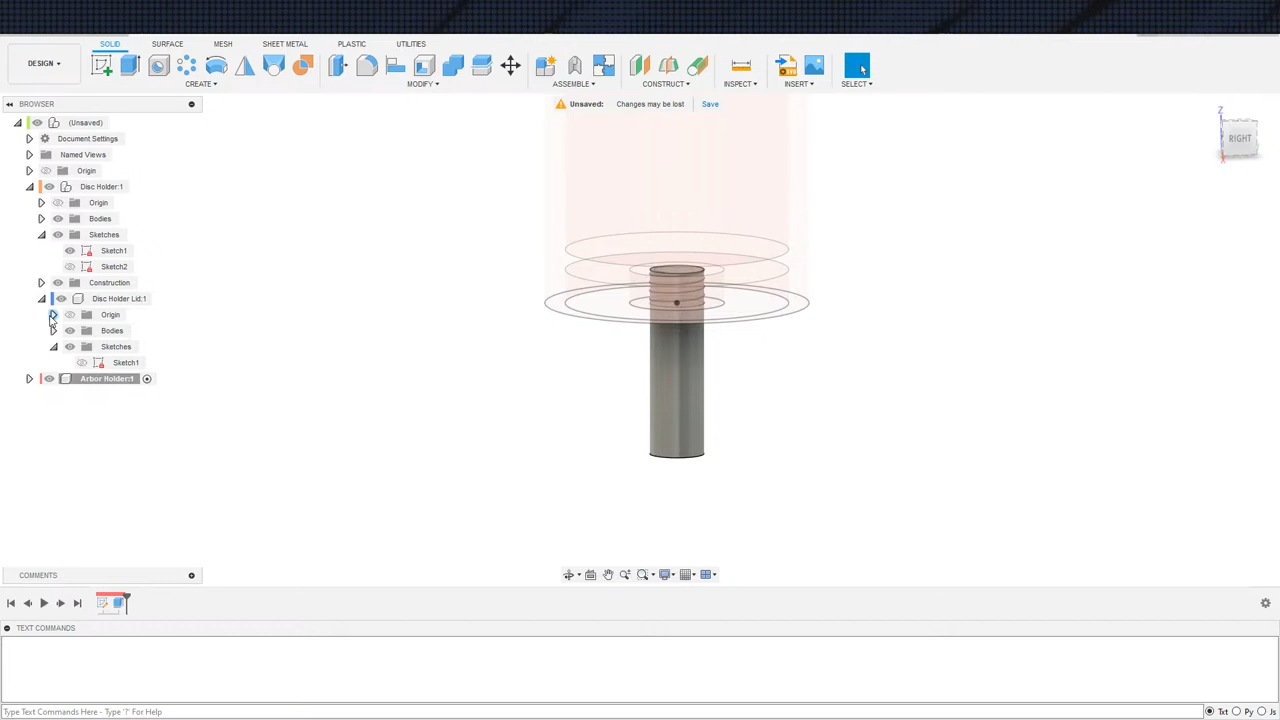 SOLID SURFACE MESH SHEET METAL PLASTIC UTILITIES
DESIGN
CREATE MODIFY ASSEMBLE CONSTRUCT INSPECT INSERT SELECT
BROWSER
Unsaved: Changes may be lost Save
(Unsaved)
Document Settings
Named Views
Origin
Disc Holder:1
Origin
Bodies
Sketches
Sketch1
Sketch2
Construction
Disc Holder Lid:1
Origin
Bodies
Sketches
Sketch1
Arbor Holder:1
Z
RIGHT
X
COMMENTS
TEXT COMMANDS
Type Text Commands Here - Type '?' For Help
Txt Py Js